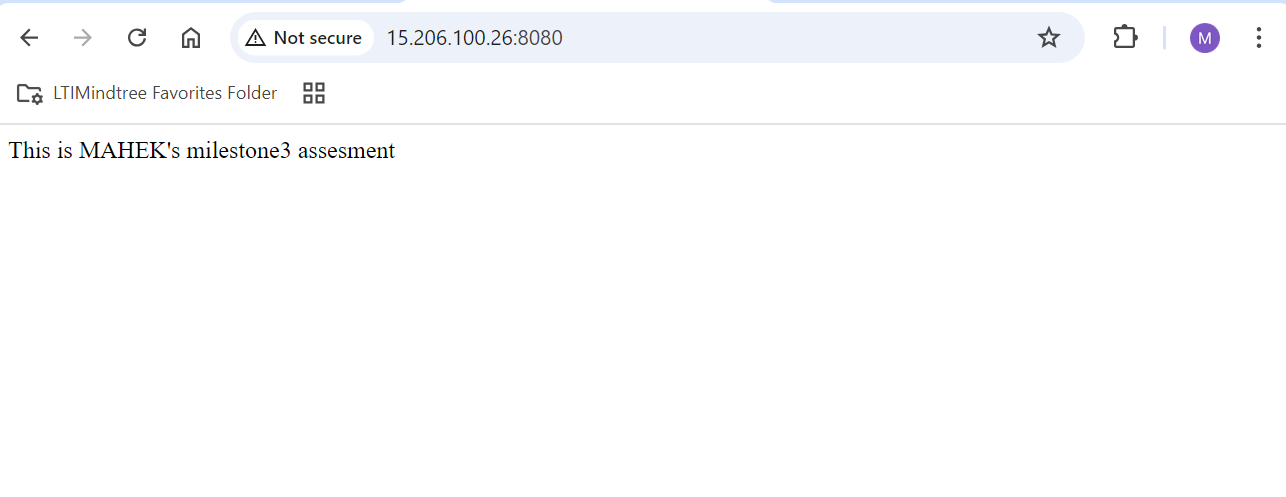 Not secure 15.206.100.26:8080 M
LTIMindtree Favorites Folder
This is MAHEK's milestone3 assesment